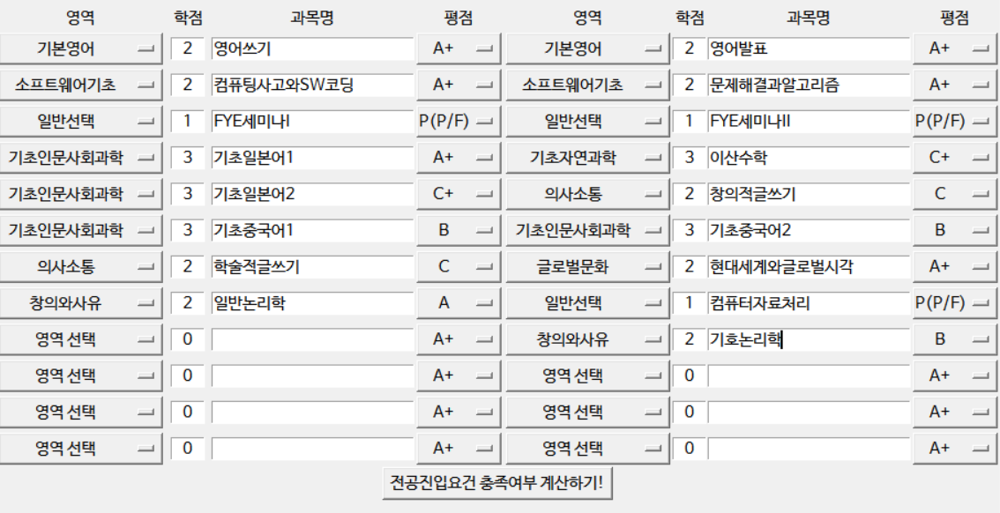 영역 학점 과목명 평점 영역 학점 과목명 평점
기본영어 2 영어쓰기 A+ 기본영어 2 영어발표 A+
소프트웨어기초 2 컴퓨팅사고와SW코딩 A+ 소프트웨어기초 2 문제해결과알고리즘 A+
일반선택 1 FYE세미나I P(P/F) 일반선택 1 FYE세미나II P(P/F)
기초인문사회과학 3 기초일본어1 A+ 기초자연과학 3 이산수학 C+
기초인문사회과학 3 기초일본어2 C+ 의사소통 2 창의적글쓰기 C
기초인문사회과학 3 기초중국어1 B 기초인문사회과학 3 기초중국어2 B
의사소통 2 학술적글쓰기 C 글로벌문화 2 현대세계와글로벌시각 A+
창의와사유 2 일반논리학 A 일반선택 1 컴퓨터자료처리 P(P/F)
영역 선택 0 A+ 창의와사유 2 기호논리학 B
영역 선택 0 A+ 영역 선택 0 A+
영역 선택 0 A+ 영역 선택 0 A+
영역 선택 0 A+ 영역 선택 0 A+
전공진입요건 충족여부 계산하기!